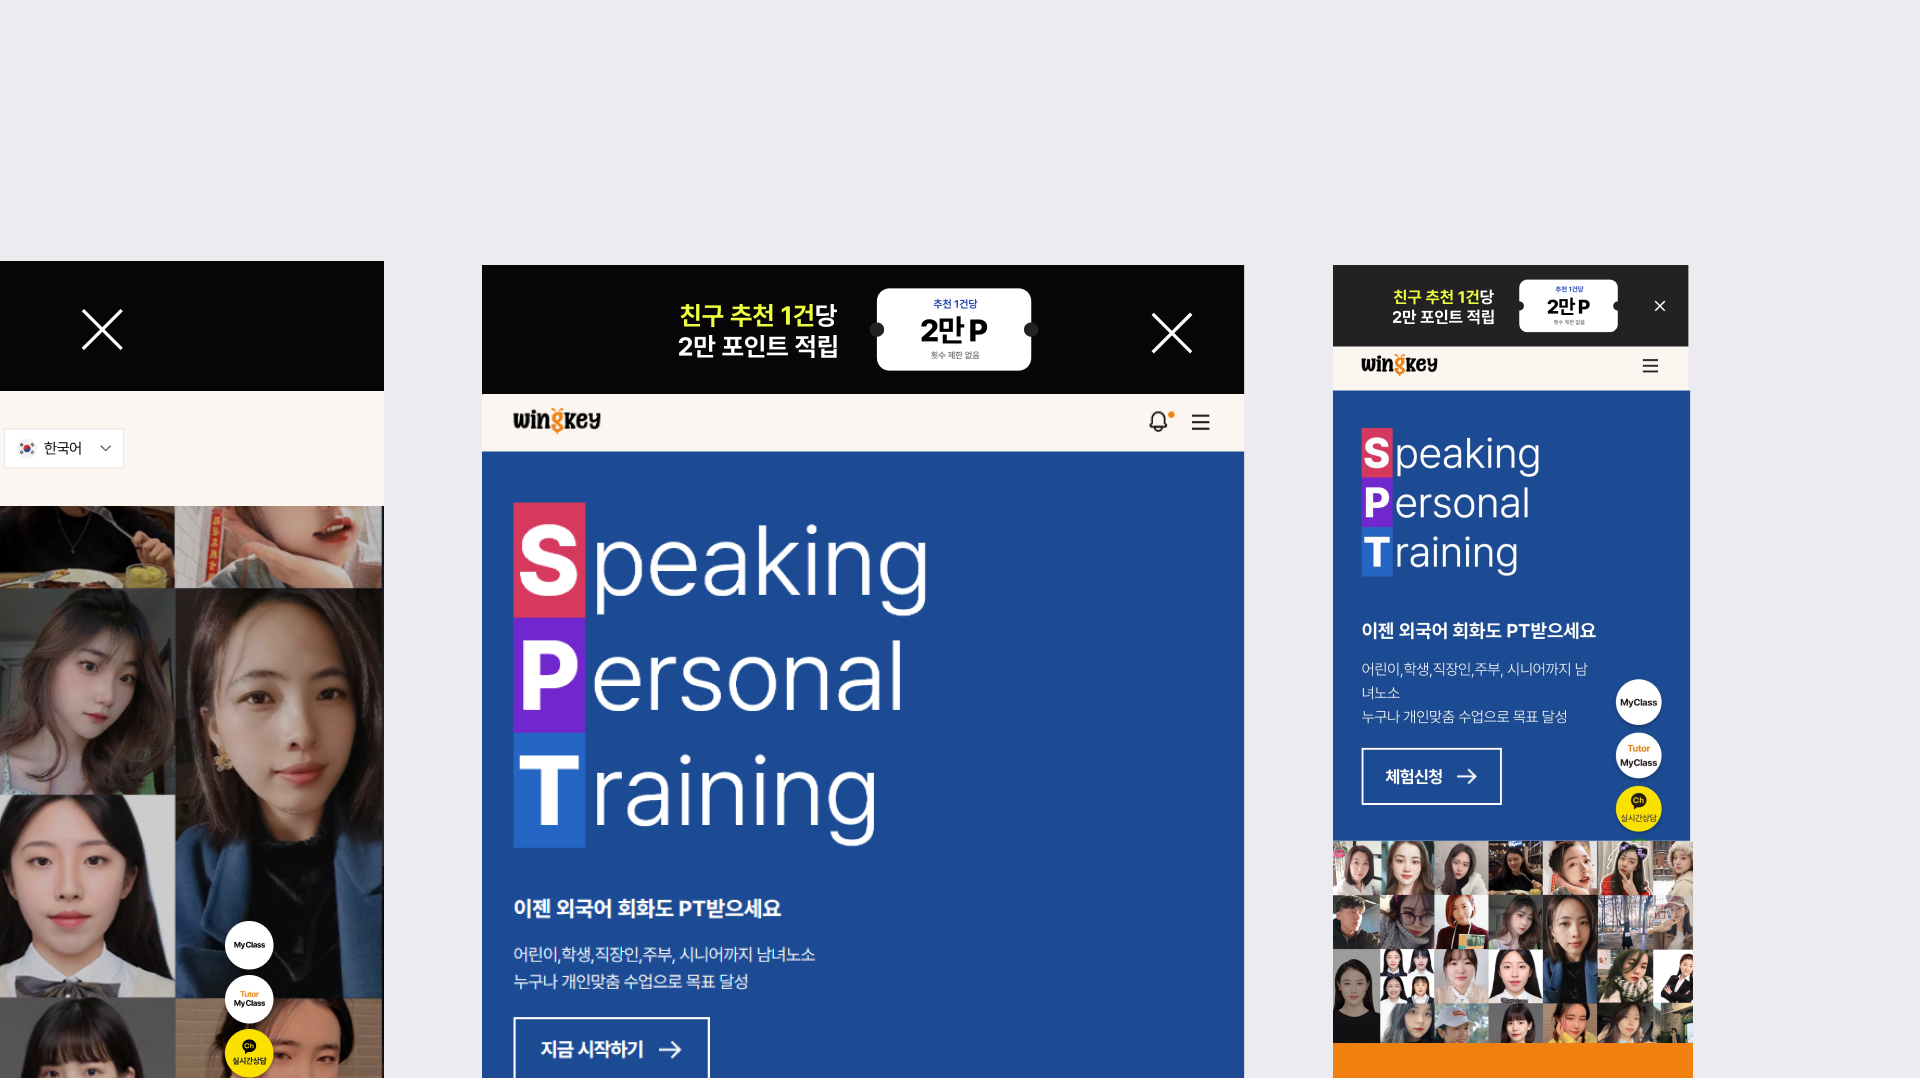 한국어
MyClass
Tutor
MyClass
Ch
실시간상담
친구 추천 1건당
2만 포인트 적립
추천 1건당
2만 P
횟수 제한 없음
wingkey
Speaking
Personal
Training
이젠 외국어 회화도 PT받으세요
어린이,학생,직장인,주부, 시니어까지 남녀노소
누구나 개인맞춤 수업으로 목표 달성
지금 시작하기
친구 추천 1건당
2만 포인트 적립
추천 1건당
2만 P
횟수 제한 없음
wingkey
Speaking
Personal
Training
이젠 외국어 회화도 PT받으세요
어린이,학생,직장인,주부, 시니어까지 남
녀노소
누구나 개인맞춤 수업으로 목표 달성
체험신청
MyClass
Tutor
MyClass
Ch
실시간상담